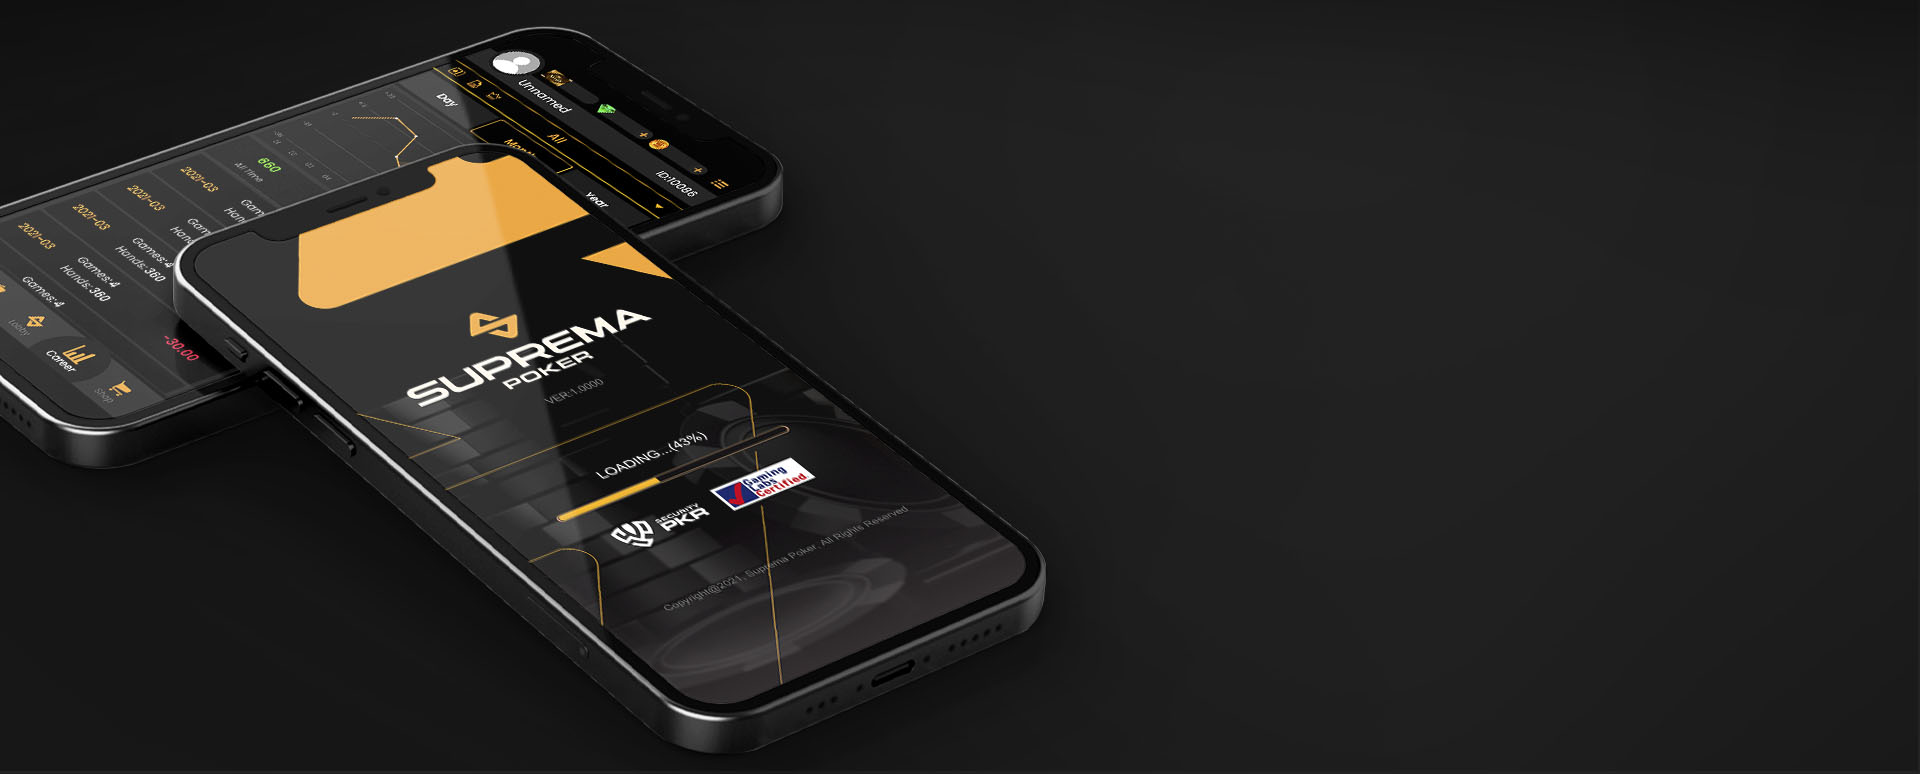 Unnamed
ID:10086
All
Day
Month
Year
660
All Time
2021-03
2021-03
2021-03
2021-03
Games:4
Hands:360
Games:4
Hands:360
Games:4
-30.00
Lobby
Career
Shop
SUPREMA
POKER
VER:1.0000
LOADING...(43%)
SECURITY
PKR
Gaming
Labs
Certified
Copyright@2021, Suprema Poker. All Rights Reserved